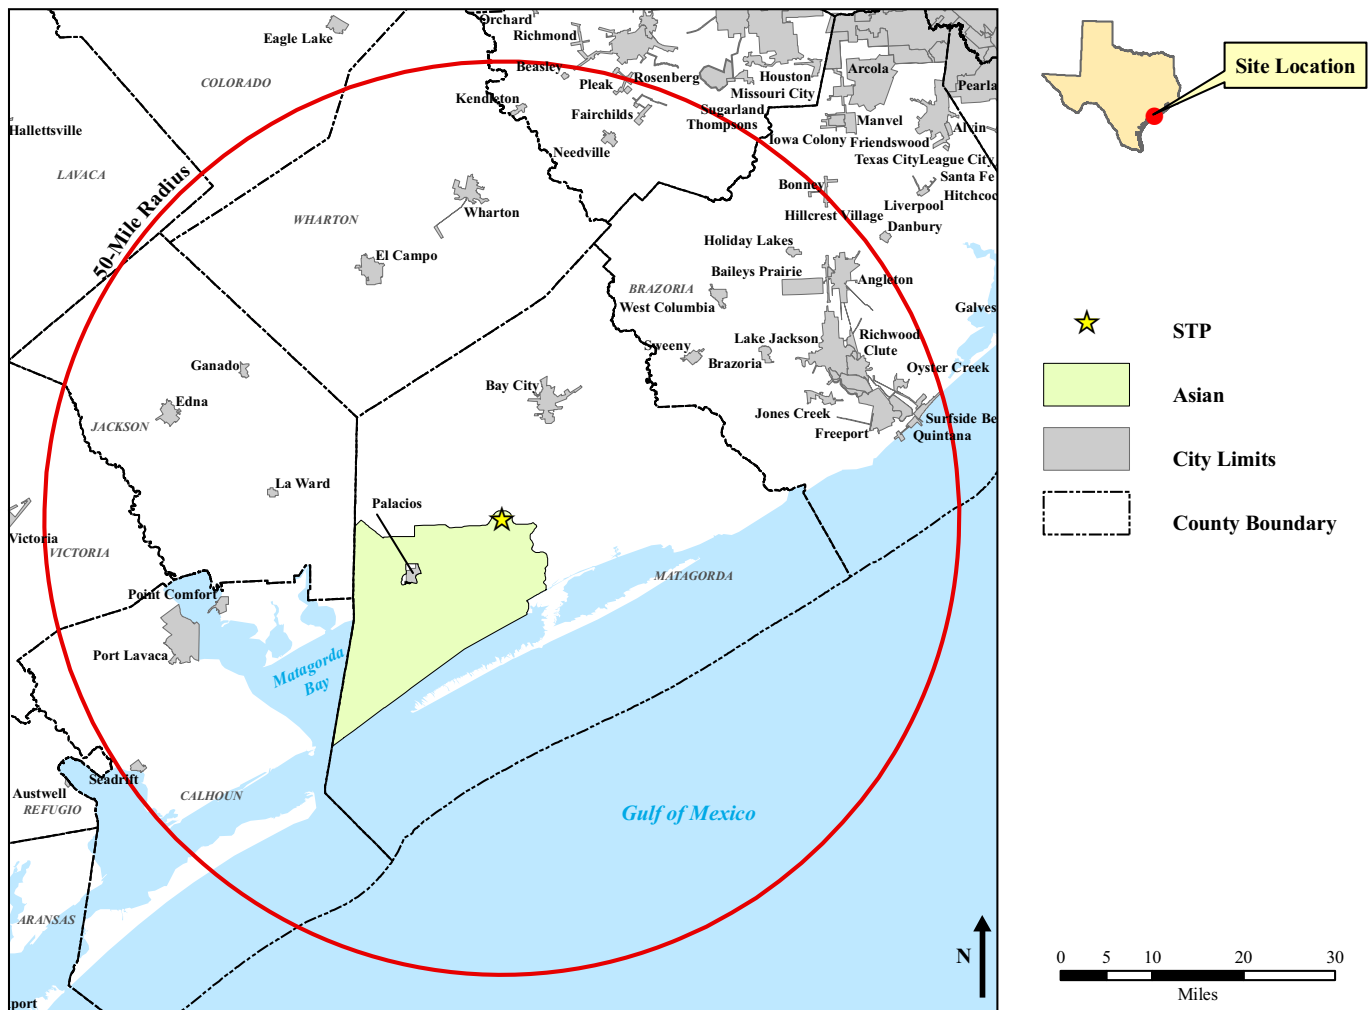 Orchard
Richmond
Eagle Lake
Beasley
Rosenberg
Houston
Arcola
Pleak
Missouri City
Pearla
COLORADO
Kendleton
Fairchilds
Sugarland
Thompsons
Manvel
Alvin
Hallettsville
Iowa Colony
Friendswood
Needville
Texas City
League City
LAVACA
Santa Fe
Bonney
Hitchcoc
50-Mile Radius
WHARTON
Wharton
Liverpool
Hillcrest Village
Danbury
Holiday Lakes
El Campo
Baileys Prairie
Angleton
BRAZORIA
West Columbia
Galves
Sweeny
Lake Jackson
Richwood
Clute
Brazoria
Oyster Creek
Ganado
Bay City
Edna
JACKSON
Jones Creek
Surfside Be
Freeport
Quintana
La Ward
Palacios
Victoria
VICTORIA
MATAGORDA
Point Comfort
Port Lavaca
Matagorda
Bay
Seadrift
Austwell
REFUGIO
CALHOUN
Gulf of Mexico
ARANSAS
port
N
Site Location
STP
Asian
City Limits
County Boundary
0 5 10 20 30
Miles